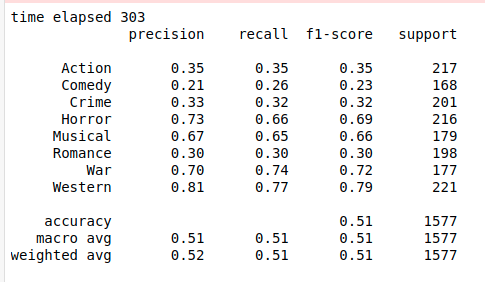 time elapsed 303
precision recall f1-score support
Action 0.35 0.35 0.35 217
Comedy 0.21 0.26 0.23 168
Crime 0.33 0.32 0.32 201
Horror 0.73 0.66 0.69 216
Musical 0.67 0.65 0.66 179
Romance 0.30 0.30 0.30 198
War 0.70 0.74 0.72 177
Western 0.81 0.77 0.79 221
accuracy 0.51 1577
macro avg 0.51 0.51 0.51 1577
weighted avg 0.52 0.51 0.51 1577